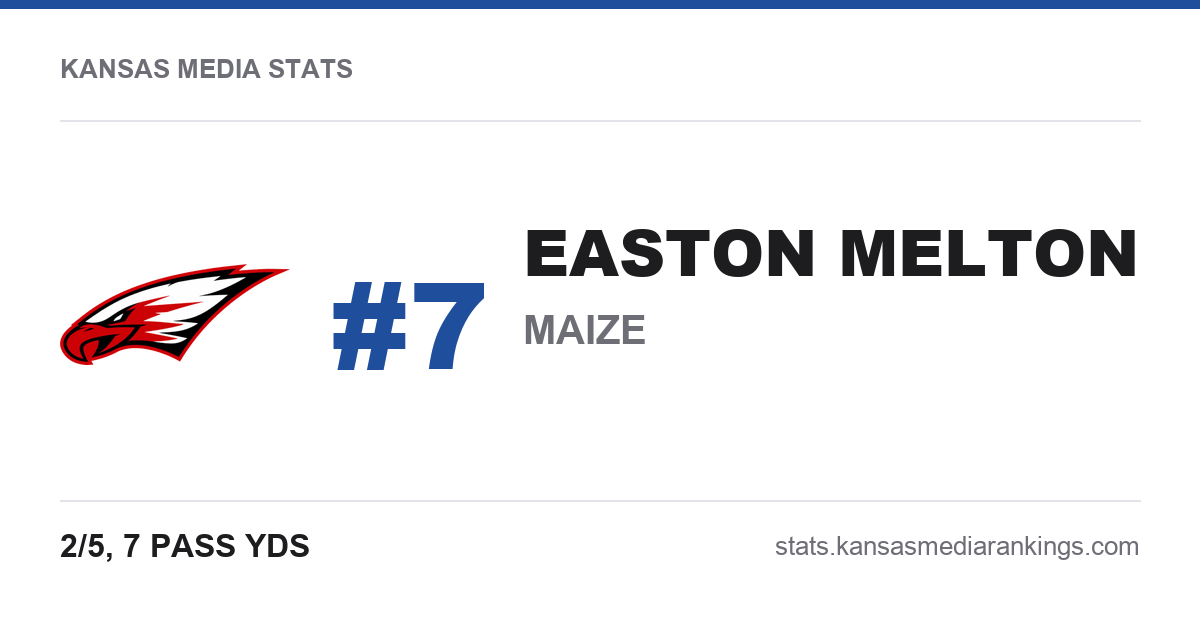 KANSAS MEDIA STATS
#7
EASTON MELTON
MAIZE
2/5, 7 PASS YDS
stats.kansasmediarankings.com